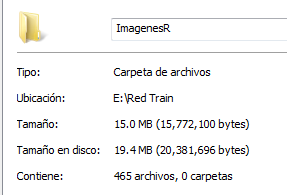 ImagenesR
Tipo: Carpeta de archivos
Ubicación: E:\Red Train
Tamaño: 15.0 MB (15,772,100 bytes)
Tamaño en disco: 19.4 MB (20,381,696 bytes)
Contiene: 465 archivos, 0 carpetas